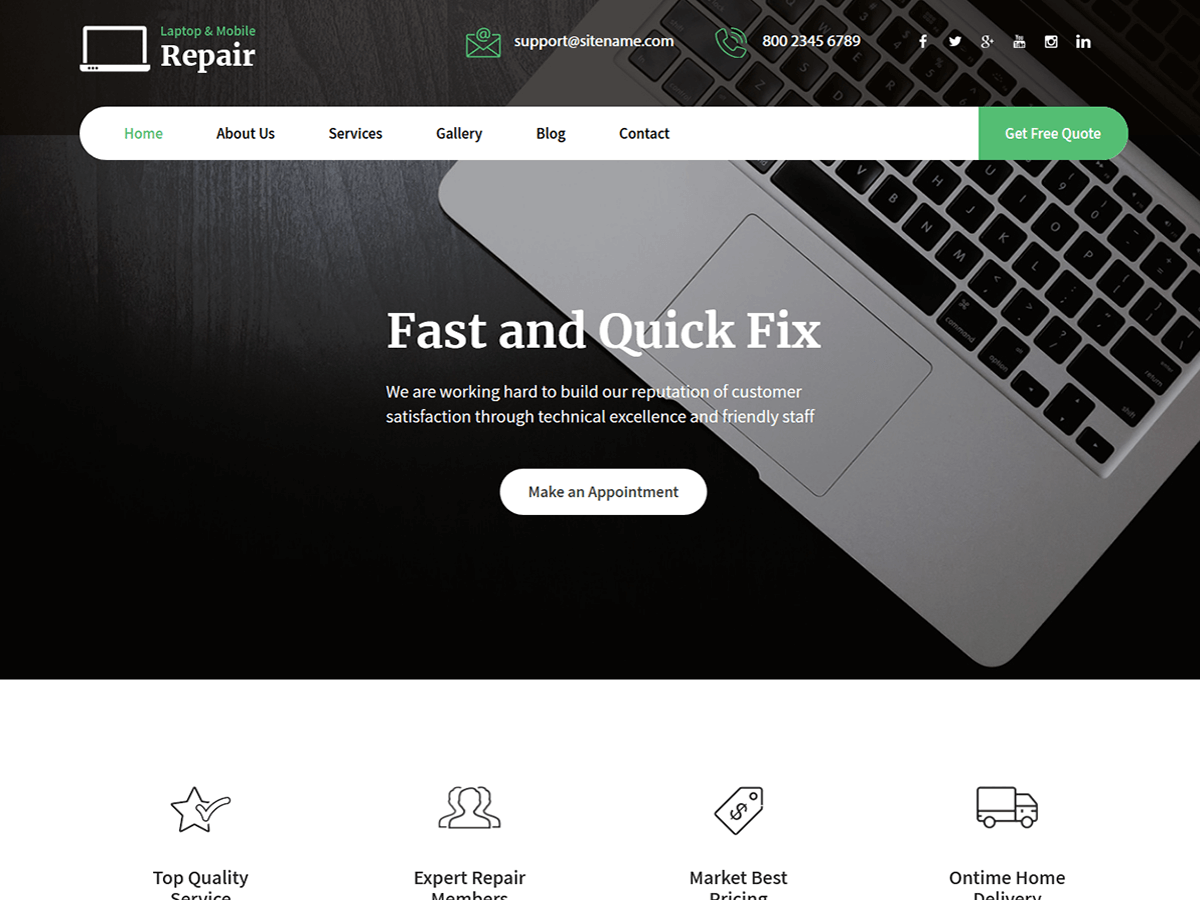 Laptop & Mobile
Repair
support@sitename.com
800 2345 6789
Home
About Us
Services
Gallery
Blog
Contact
Get Free Quote
Fast and Quick Fix
We are working hard to build our reputation of customer
satisfaction through technical excellence and friendly staff
Make an Appointment
Top Quality
Service
Expert Repair
Members
Market Best
Pricing
Ontime Home
Delivery